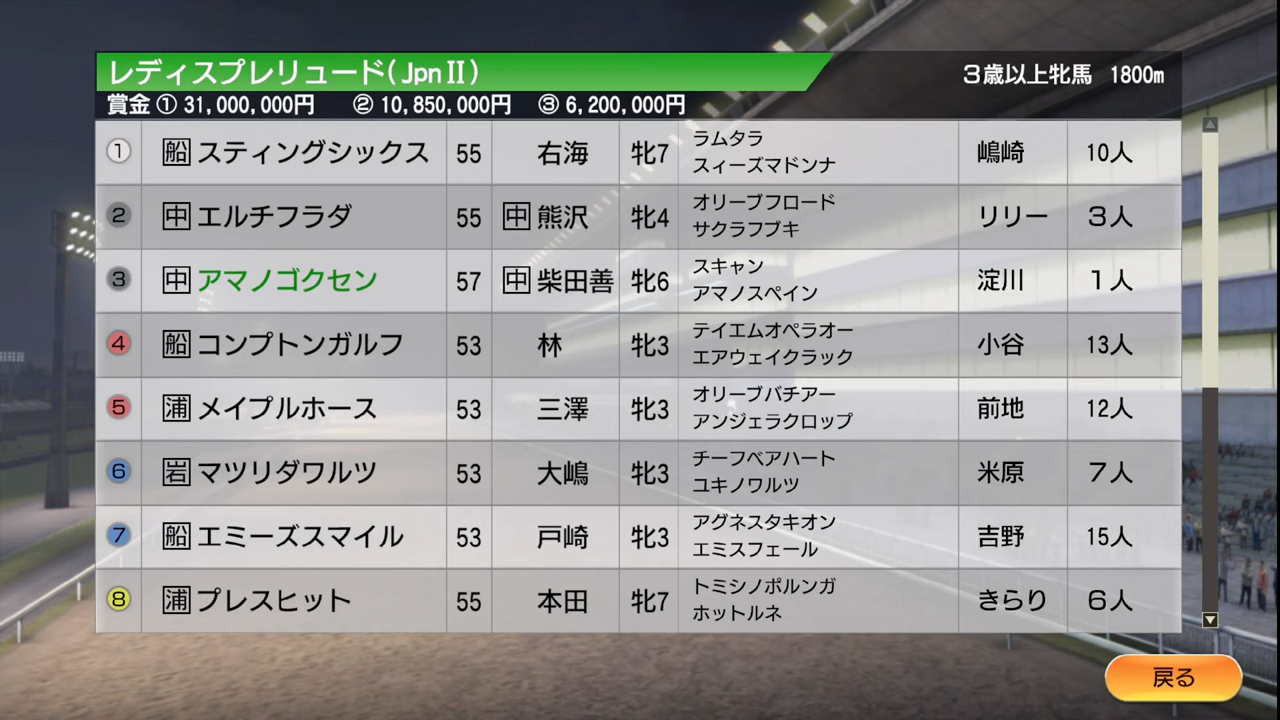 レディスプレリュード(JpnⅡ) 3歳以上牝馬 1800m
賞金 ① 31,000,000円 ② 10,850,000円 ③ 6,200,000円
1 船 スティングシックス 55 右海 牝7 ラムタラ スィーズマドンナ 嶋崎 10人
2 中 エルチフラダ 55 中 熊沢 牝4 オリーブフロード サクラフブキ リリー 3人
3 中 アマノゴクセン 57 中 柴田善 牝6 スキャン アマノスペイン 淀川 1人
4 船 コンプトンガルフ 53 林 牝3 テイエムオペラオー エアウェイクラック 小谷 13人
5 浦 メイプルホース 53 三澤 牝3 オリーブバチアー アンジェラクロップ 前地 12人
6 岩 マツリダワルツ 53 大嶋 牝3 チーフベアハート ユキノワルツ 米原 7人
7 船 エミーズスマイル 53 戸崎 牝3 アグネスタキオン エミスフェール 吉野 15人
8 浦 プレスヒット 55 本田 牝7 トミシノポルンガ ホットルネ きらり 6人
戻る